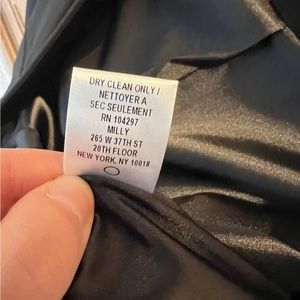 DRY CLEAN ONLY /
NETTOYER A
SEC SEULEMENT
RN 104297
MILLY
265 W 37TH ST
20TH FLOOR
NEW YORK, NY 10018